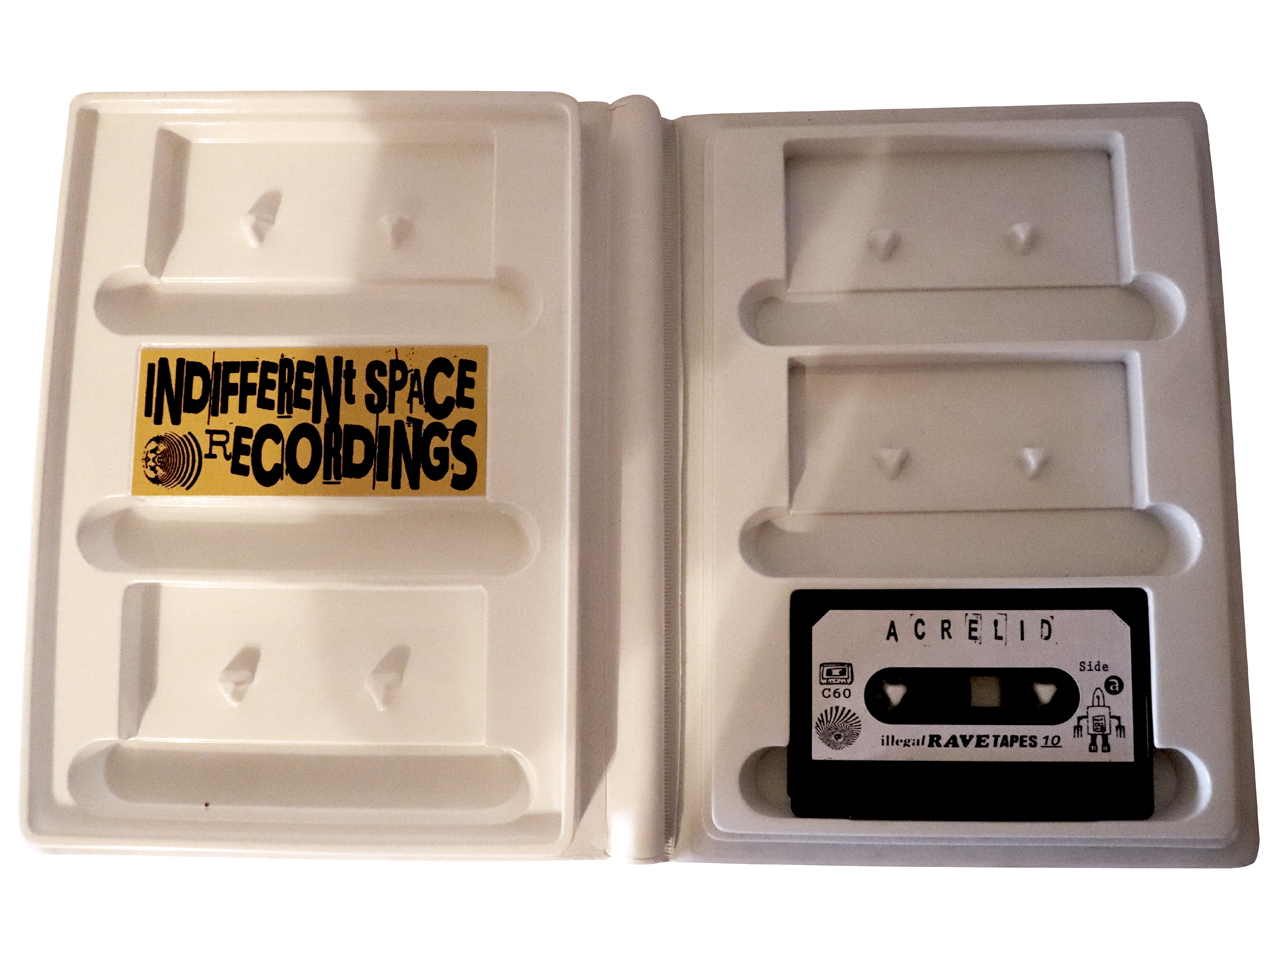 INDIFFERENt SPACE
RECORDINGS
ACRELID
Side
a
C60
illegal RAVE TAPES 10